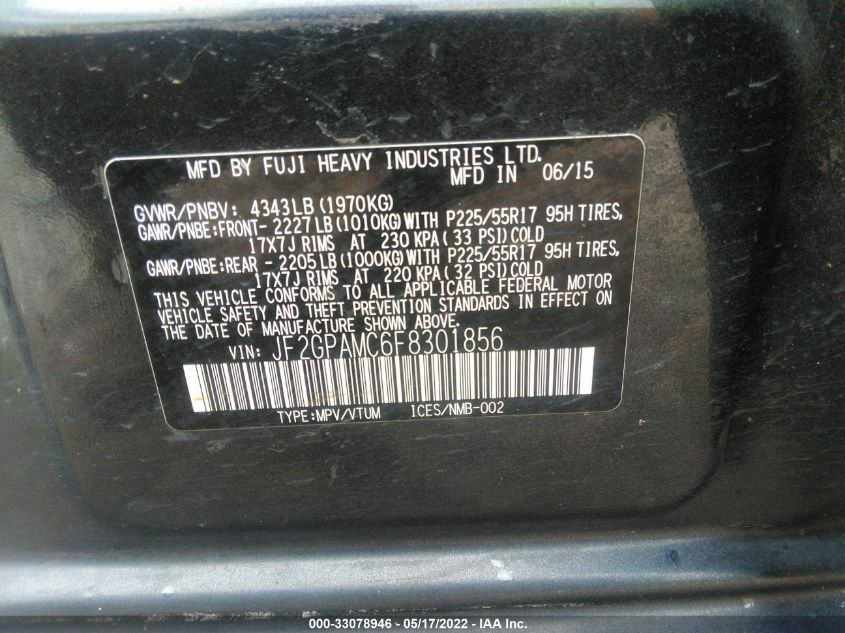 MFD BY FUJI HEAVY INDUSTRIES LTD.
MFD IN 06/15
GVWR/PNBV: 4343LB(1970KG)
GAWR/PNBE:FRONT- 2227LB(1010KG)WITH P225/55R17 95H TIRES,
17X7J RIMS AT 230 KPA( 33 PSI)COLD
GAWR/PNBE:REAR - 2205LB(1000KG)WITH P225/55R17 95H TIRES,
17X7J RIMS AT 220 KPA( 32 PSI)COLD
THIS VEHICLE CONFORMS TO ALL APPLICABLE FEDERAL MOTOR
VEHICLE SAFETY AND THEFT PREVENTION STANDARDS IN EFFECT ON
THE DATE OF MANUFACTURE SHOWN ABOVE.
VIN: JF2GPAMC6F8301856
TYPE:MPV/VTUM ICES/NMB-002
000-33078946 - 05/17/2022 - IAA Inc.